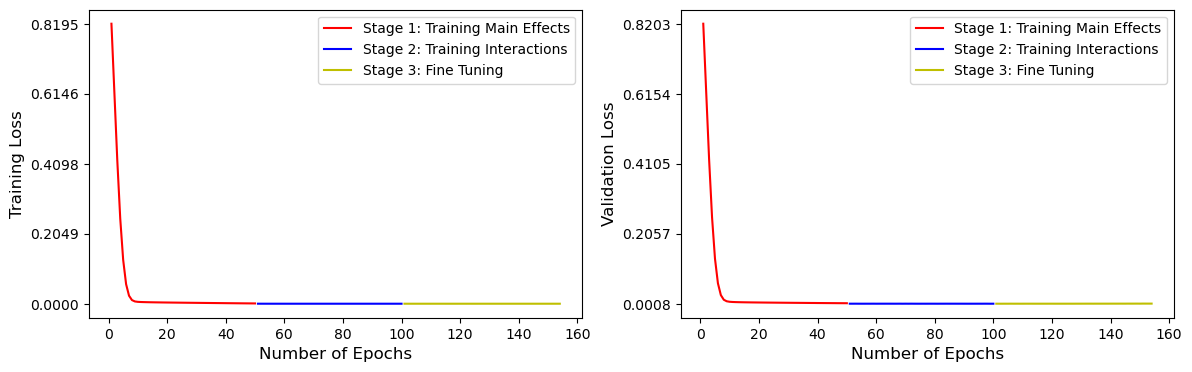 Stage 1: Training Main Effects
Stage 2: Training Interactions
Stage 3: Fine Tuning
0.8195
0.6146
0.4098
0.2049
0.0000
Training Loss
0 20 40 60 80 100 120 140 160
Number of Epochs
Stage 1: Training Main Effects
Stage 2: Training Interactions
Stage 3: Fine Tuning
0.8203
0.6154
0.4105
0.2057
0.0008
Validation Loss
0 20 40 60 80 100 120 140 160
Number of Epochs